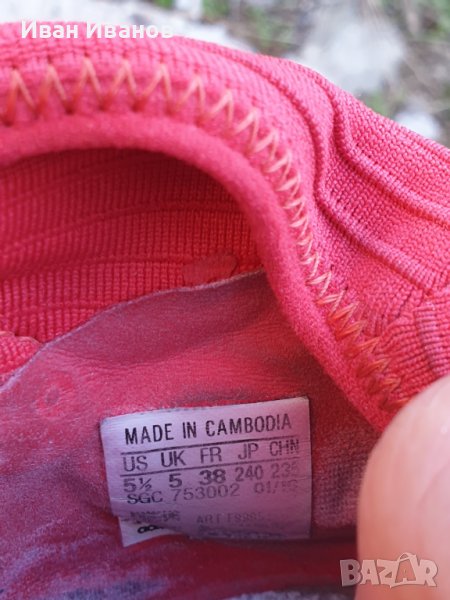 Иван Иванов
MADE IN CAMBODIA
US UK FR JP CHN
5½ 5 38 240 235
SGC 753002 01/16
ART
BAZAR